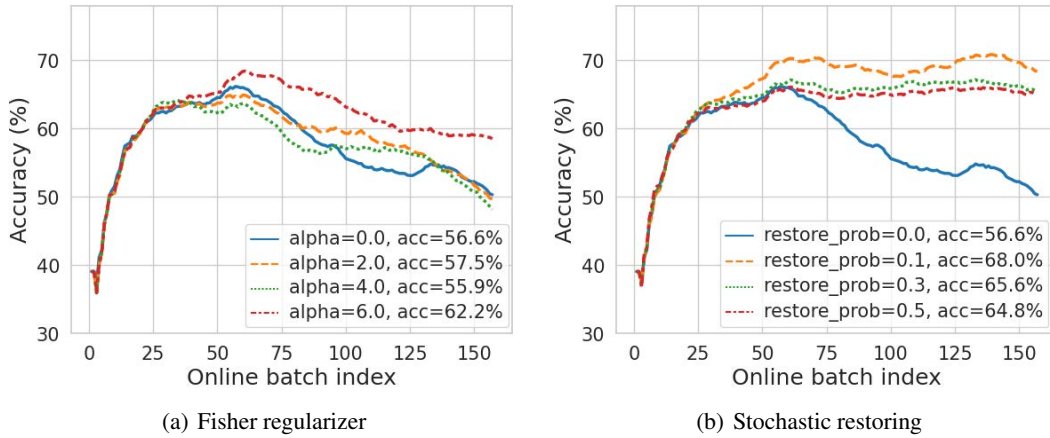 70
60
50
40
30
Accuracy (%)
alpha=0.0, acc=56.6%
alpha=2.0, acc=57.5%
alpha=4.0, acc=55.9%
alpha=6.0, acc=62.2%
0 25 50 75 100 125 150
Online batch index
(a) Fisher regularizer
70
60
50
40
30
Accuracy (%)
restore_prob=0.0, acc=56.6%
restore_prob=0.1, acc=68.0%
restore_prob=0.3, acc=65.6%
restore_prob=0.5, acc=64.8%
0 25 50 75 100 125 150
Online batch index
(b) Stochastic restoring